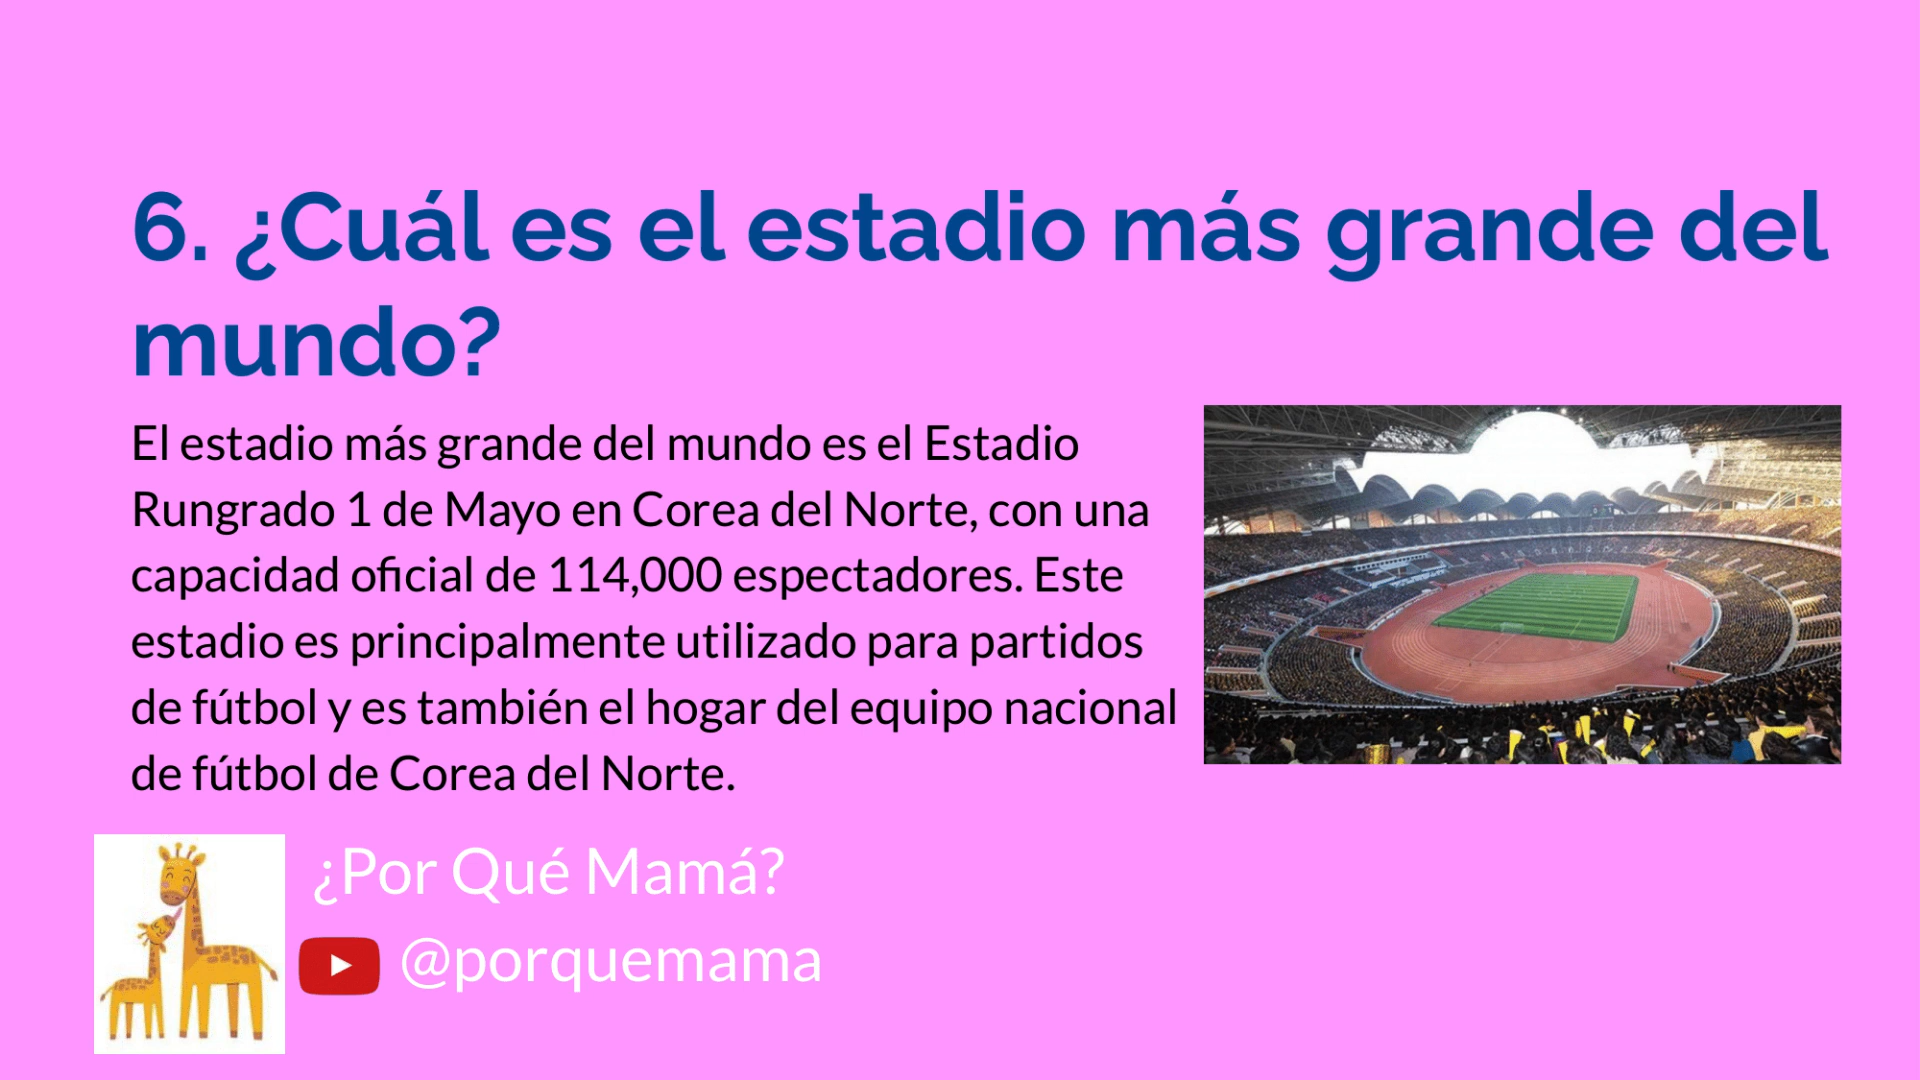 6. ¿Cuál es el estadio más grande del
mundo?
El estadio más grande del mundo es el Estadio
Rungrado 1 de Mayo en Corea del Norte, con una
capacidad oficial de 114,000 espectadores. Este
estadio es principalmente utilizado para partidos
de fútbol y es también el hogar del equipo nacional
de fútbol de Corea del Norte.
¿Por Qué Mamá?
@porquemama